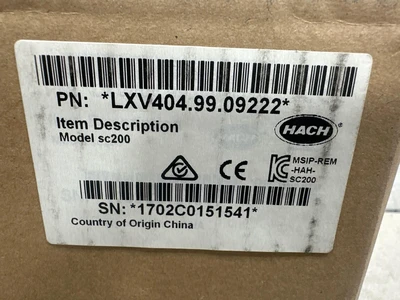 PN: *LXV404.99.09222*
Item Description
Model sc200
HACH
CE
MSIP-REM
-HAH-
SC200
SN: *1702C0151541*
Country of Origin China